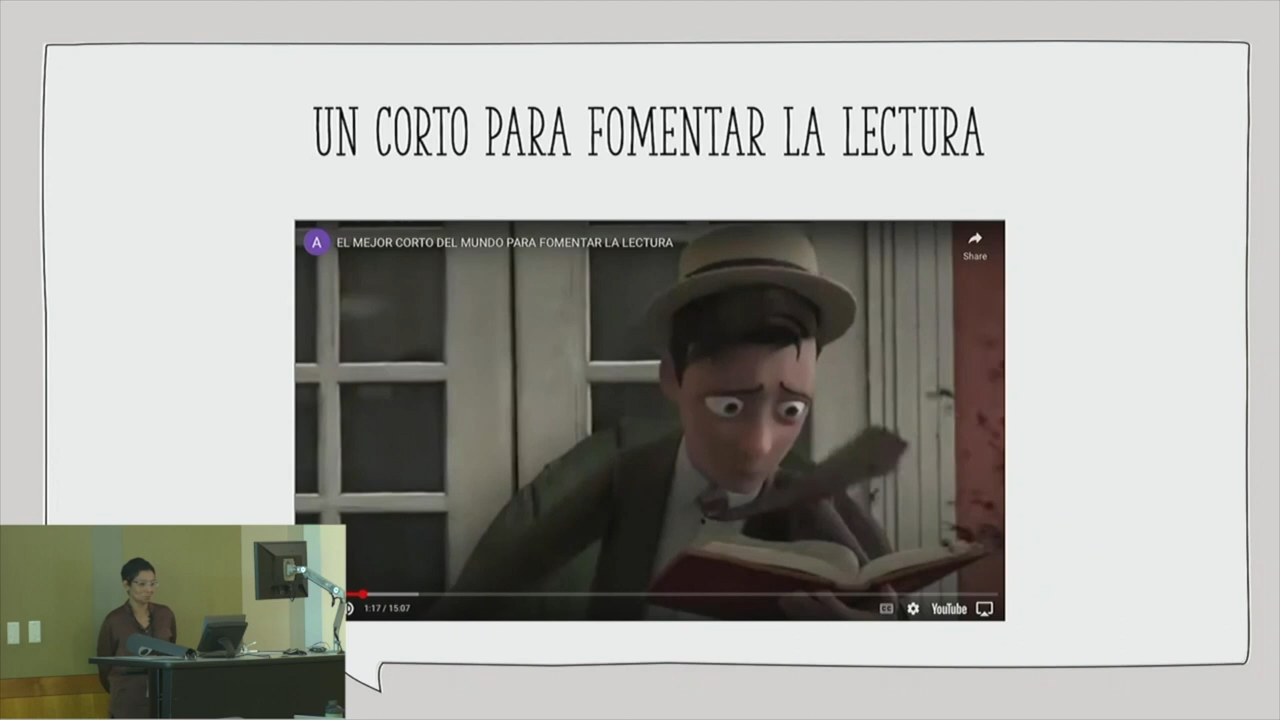 UN CORTO PARA FOMENTAR LA LECTURA
A
EL MEJOR CORTO DEL MUNDO PARA FOMENTAR LA LECTURA
Share
1:17 / 15:07
CC
YouTube